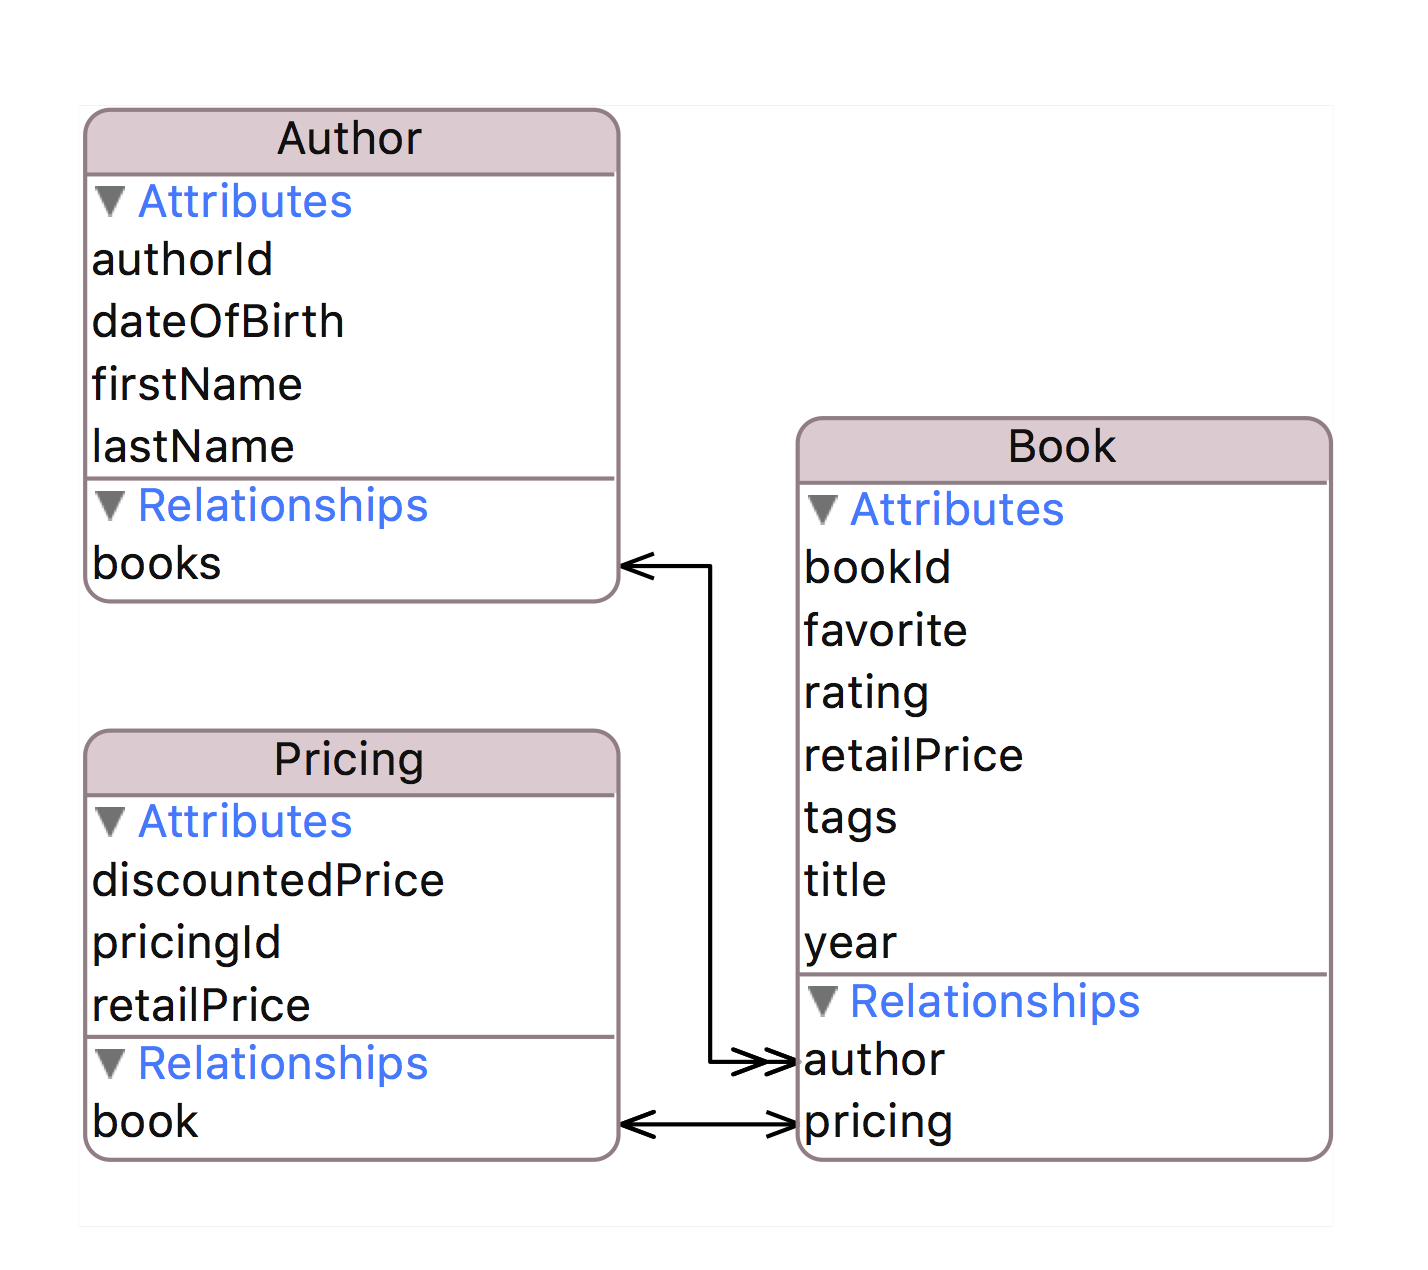 Author
Attributes
authorId
dateOfBirth
firstName
lastName
Relationships
books
Pricing
Attributes
discountedPrice
pricingId
retailPrice
Relationships
book
Book
Attributes
bookId
favorite
rating
retailPrice
tags
title
year
Relationships
author
pricing